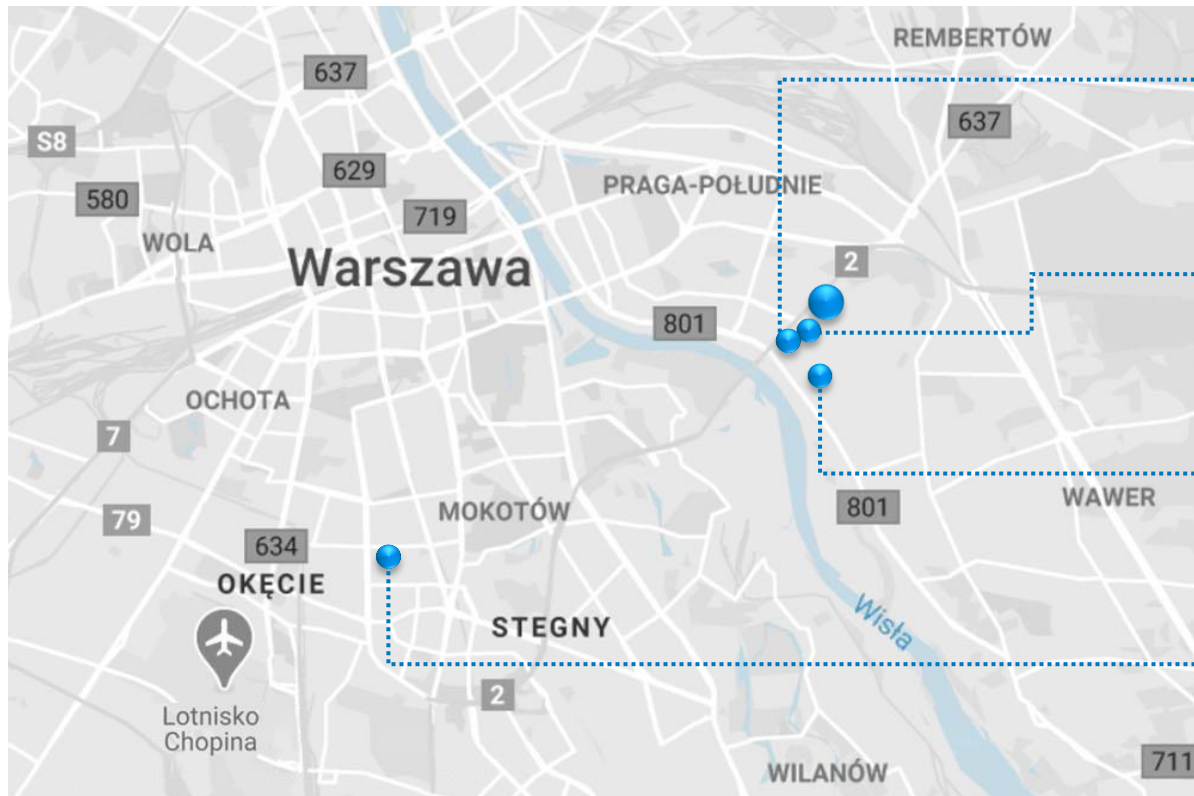 REMBERTÓW
637
637
S8
629
PRAGA-POŁUDNIE
580
719
WOLA
Warszawa
2
801
OCHOTA
7
79
MOKOTÓW
801
WAWER
634
OKĘCIE
STEGNY
Wisła
2
Lotnisko
Chopina
WILANÓW
711